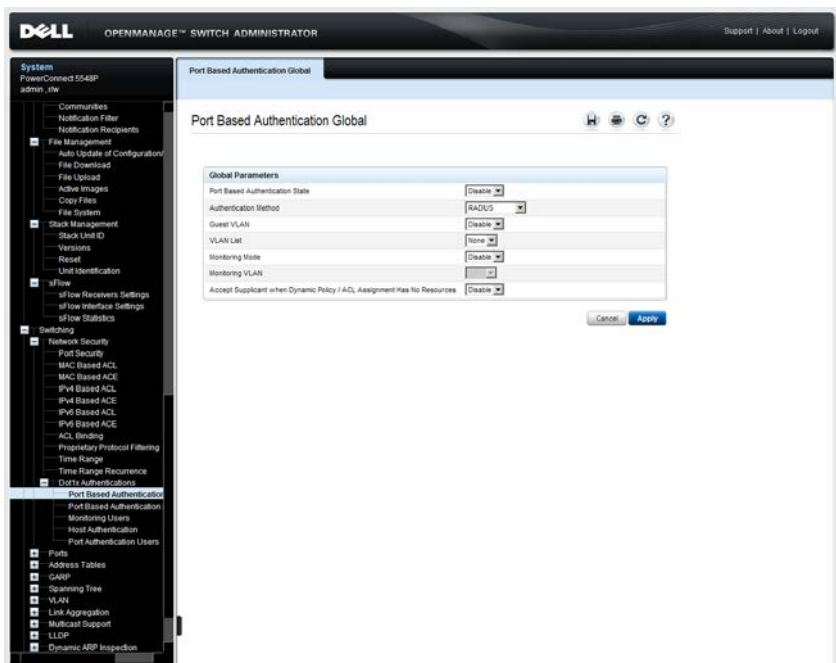 DELL
OPENMANAGE™ SWITCH ADMINISTRATOR
Support | About | Logout
System
PowerConnect 5548P
admin , r/w
Communities
Notification Filter
Notification Recipients
File Management
Auto Update of Configuration/
File Download
File Upload
Active Images
Copy Files
File System
Stack Management
Stack Unit ID
Versions
Reset
Unit Identification
sFlow
sFlow Receivers Settings
sFlow Interface Settings
sFlow Statistics
Switching
Network Security
Port Security
MAC Based ACL
MAC Based ACE
IPv4 Based ACL
IPv4 Based ACE
IPv6 Based ACL
IPv6 Based ACE
ACL Binding
Proprietary Protocol Filtering
Time Range
Time Range Recurrence
Dot1x Authentications
Port Based Authentication
Port Based Authentication
Monitoring Users
Host Authentication
Port Authentication Users
Ports
Address Tables
GARP
Spanning Tree
VLAN
Link Aggregation
Multicast Support
LLDP
Dynamic ARP Inspection
Port Based Authentication Global
Port Based Authentication Global
?
Global Parameters
Port Based Authentication State Disable
Authentication Method RADIUS
Guest VLAN Disable
VLAN List None
Monitoring Mode Disable
Monitoring VLAN
Accept Supplicant when Dynamic Policy / ACL Assignment Has No Resources Disable
Cancel Apply